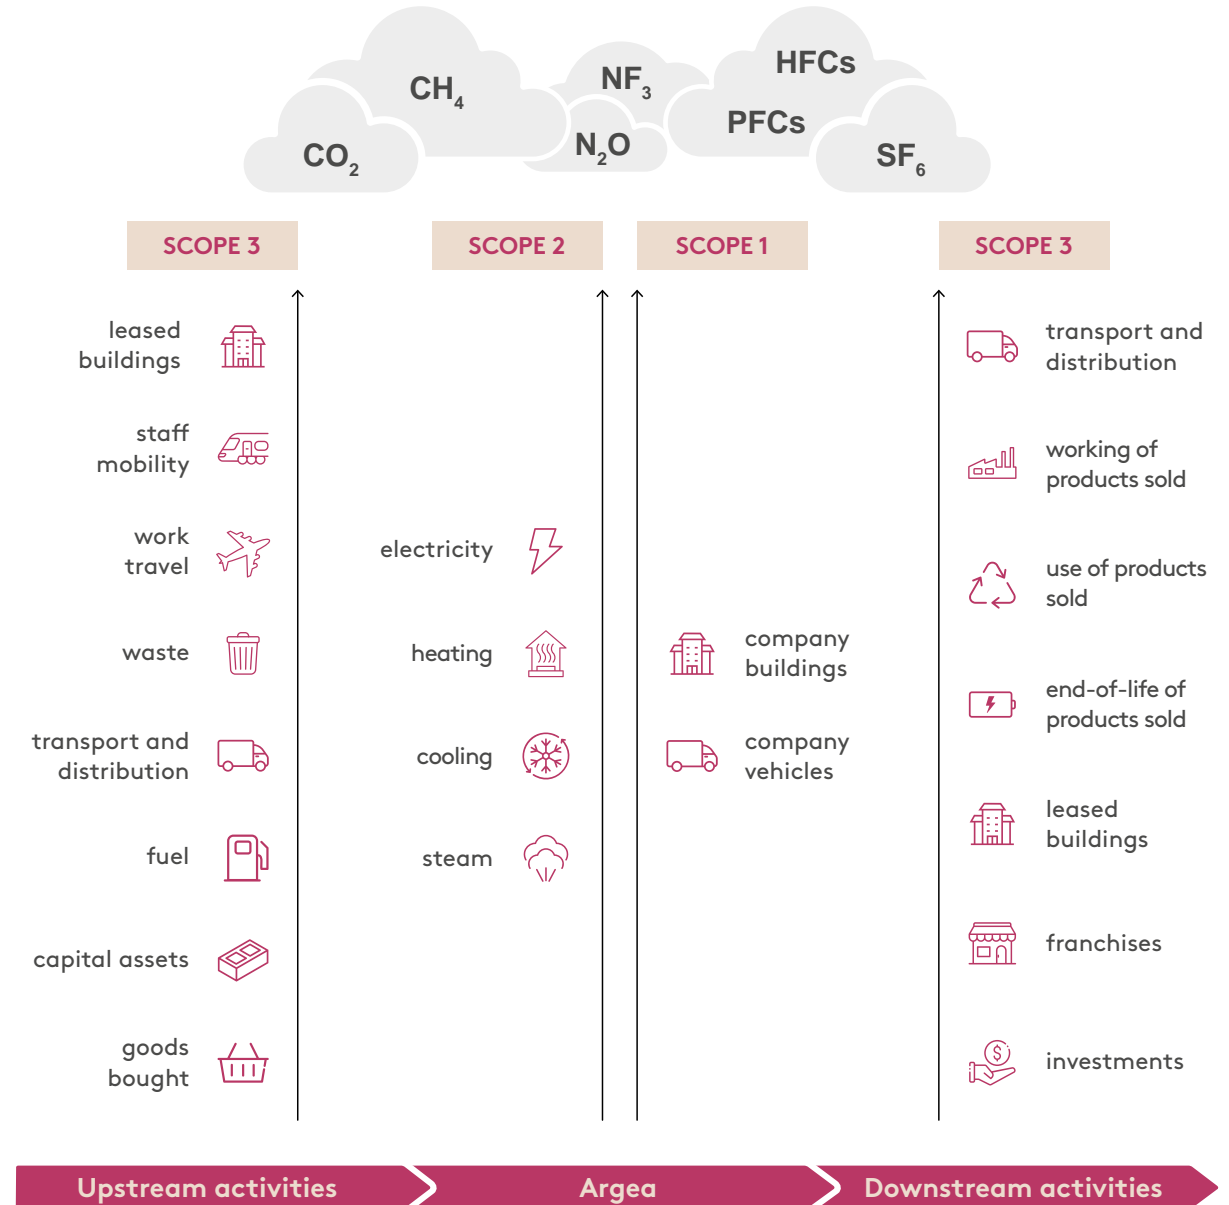 CH4
NF3
HFCs
PFCs
CO2
N2O
SF6
SCOPE 3
SCOPE 2
SCOPE 1
SCOPE 3
leased
buildings
staff
mobility
work
travel
waste
transport and
distribution
fuel
capital assets
goods
bought
electricity
heating
cooling
steam
company
buildings
company
vehicles
transport and
distribution
working of
products sold
use of products
sold
end-of-life of
products sold
leased
buildings
franchises
$
investments
Upstream activities
Argea
Downstream activities